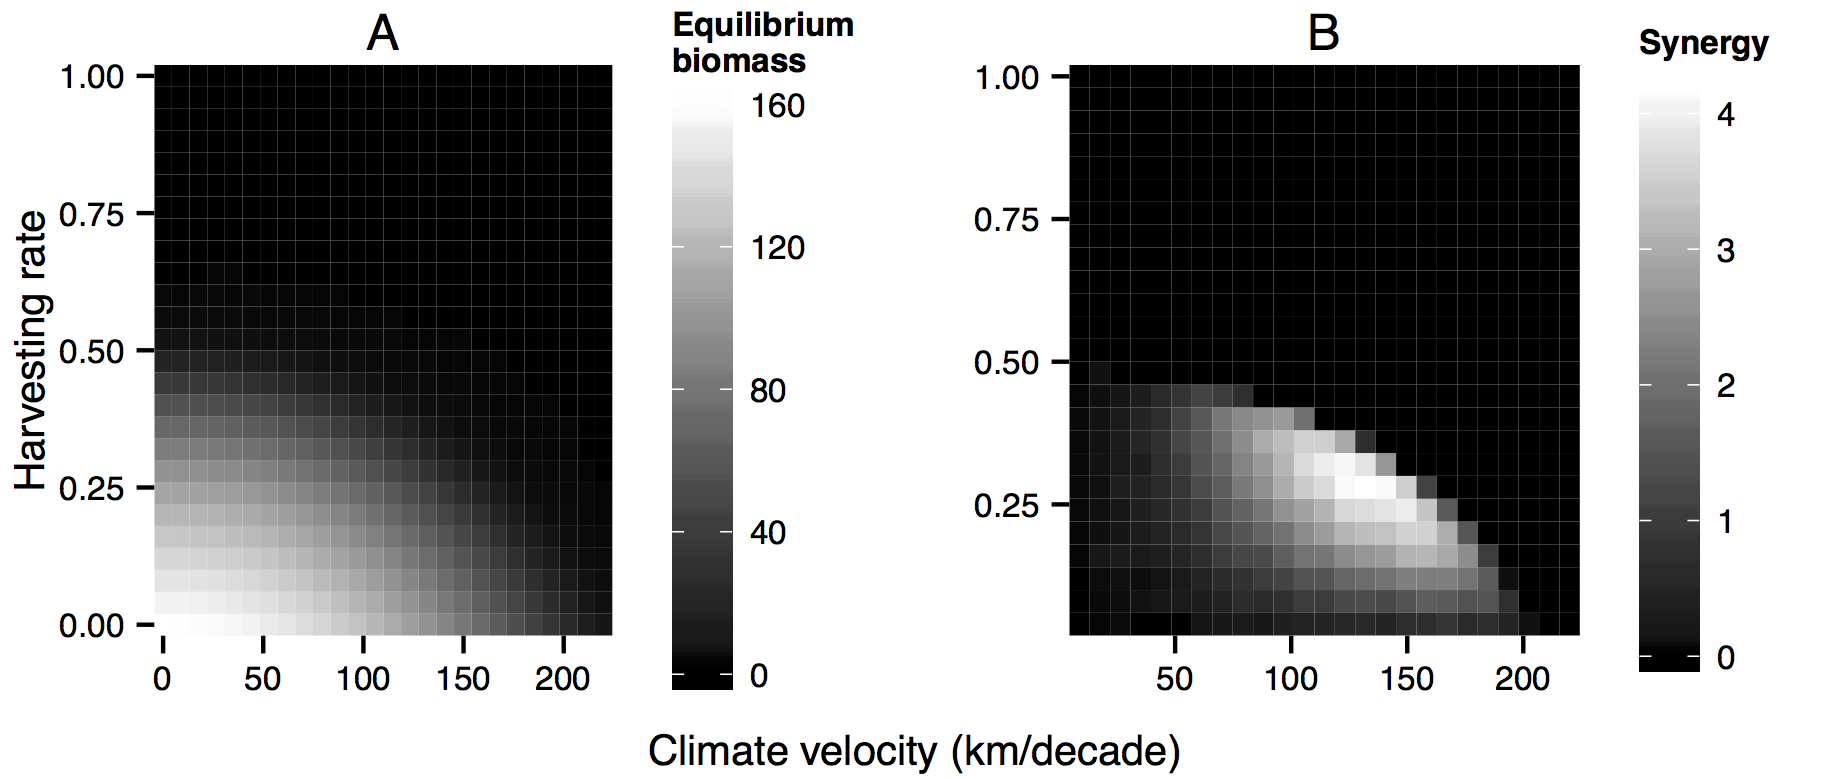 A
Equilibrium
biomass
160
120
80
40
0
Harvesting rate
1.00
0.75
0.50
0.25
0.00
0 50 100 150 200
B
Synergy
4
3
2
1
0
1.00
0.75
0.50
0.25
50 100 150 200
Climate velocity (km/decade)